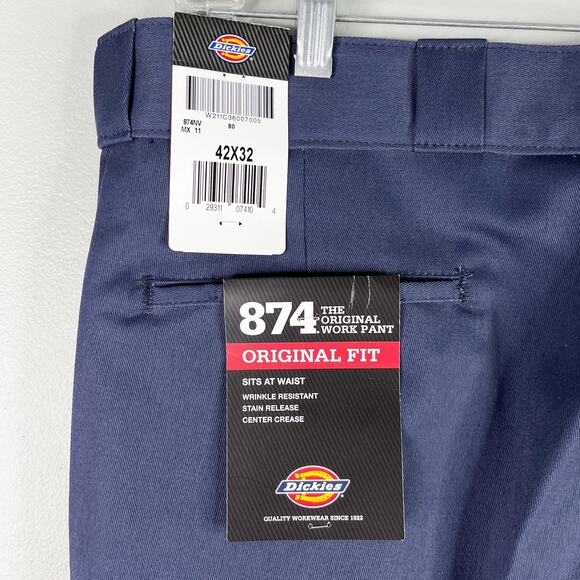 Dickies
W211C36007005
874NV
80
MX 11
42X32
0 29311 07410 4
874 THE ORIGINAL WORK PANT
ORIGINAL FIT
SITS AT WAIST
WRINKLE RESISTANT
STAIN RELEASE
CENTER CREASE
Dickies
QUALITY WORKWEAR SINCE 1922